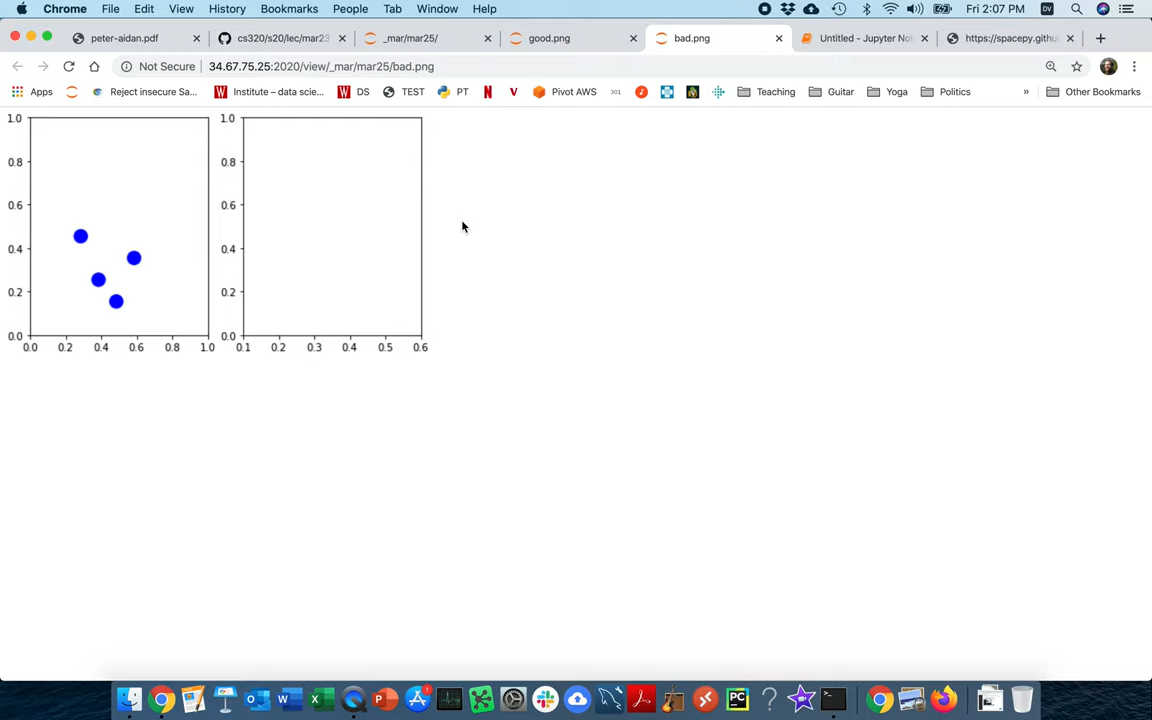 Chrome File Edit View History Bookmarks People Tab Window Help Fri 2:07 PM DV
peter-aidan.pdf cs320/s20/lec/mar23 _mar/mar25/ good.png bad.png Untitled - Jupyter Not https://spacepy.githu
Not Secure 34.67.75.25:2020/view/_mar/mar25/bad.png
Apps Reject insecure Sa... Institute – data scie... DS TEST PT Pivot AWS 301 Teaching Guitar Yoga Politics » Other Bookmarks
1.0 1.0
0.8 0.8
0.6 0.6
0.4 0.4
0.2 0.2
0.0 0.0
0.0 0.2 0.4 0.6 0.8 1.0 0.1 0.2 0.3 0.4 0.5 0.6